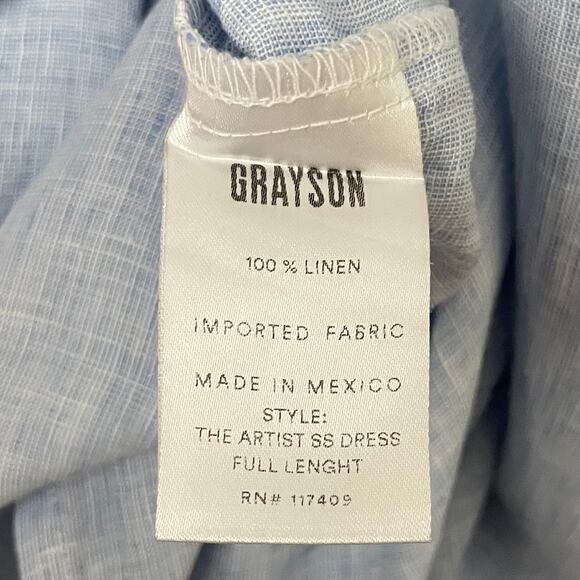 GRAYSON
100 % LINEN
IMPORTED FABRIC
MADE IN MEXICO
STYLE:
THE ARTIST SS DRESS
FULL LENGHT
RN# 117409